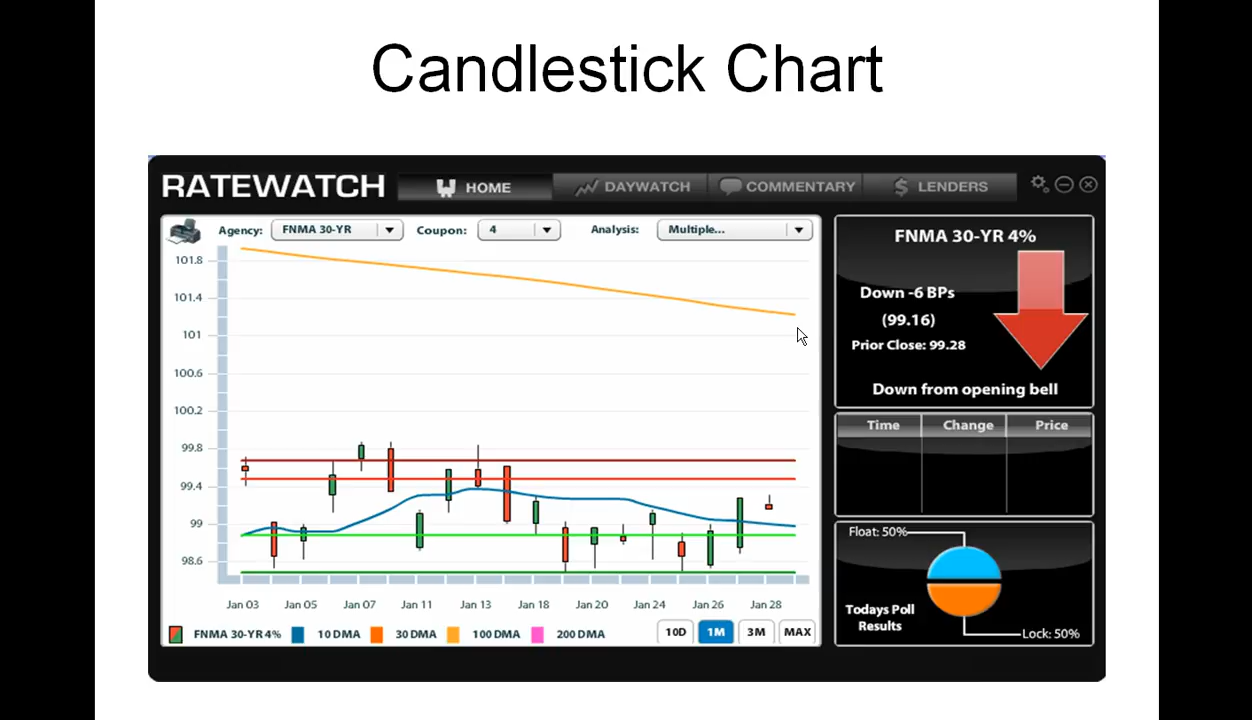 Candlestick Chart
RATEWATCH HOME DAYWATCH COMMENTARY $ LENDERS
Agency: FNMA 30-YR Coupon: 4 Analysis: Multiple...
101.8
101.4
101
100.6
100.2
99.8
99.4
99
98.6
Jan 03 Jan 05 Jan 07 Jan 11 Jan 13 Jan 18 Jan 20 Jan 24 Jan 26 Jan 28
FNMA 30-YR 4% 10 DMA 30 DMA 100 DMA 200 DMA 10D 1M 3M MAX
FNMA 30-YR 4%
Down -6 BPs
(99.16)
Prior Close: 99.28
Down from opening bell
Time Change Price
Float: 50%
Todays Poll
Results
Lock: 50%